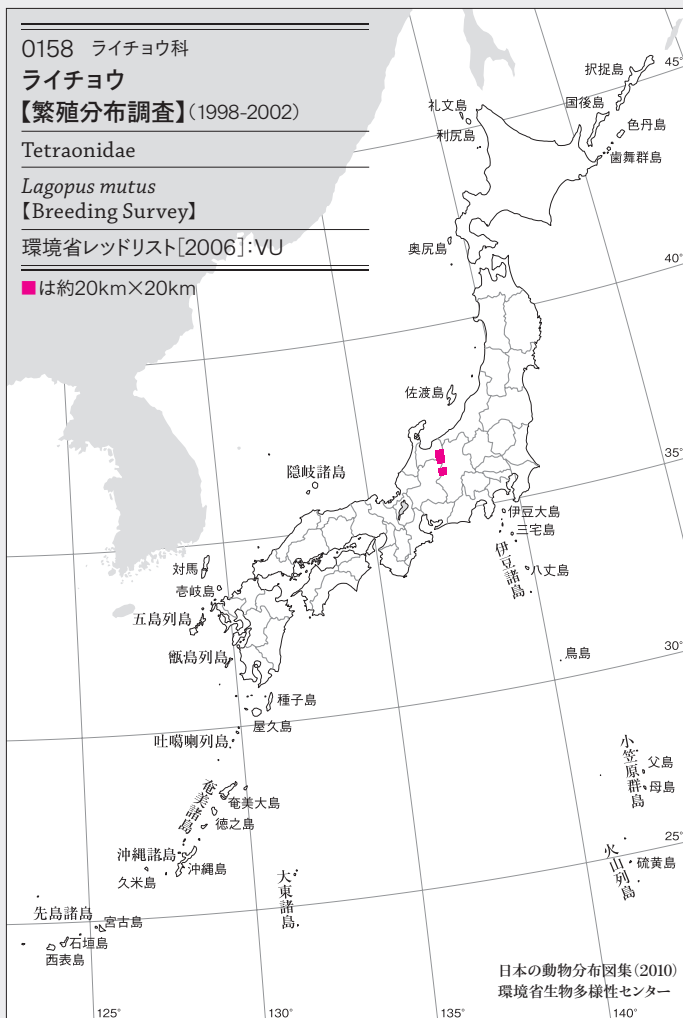 0158 ライチョウ科
ライチョウ
【繁殖分布調査】(1998-2002)
Tetraonidae
Lagopus mutus
【Breeding Survey】
環境省レッドリスト[2006]:VU
■は約20km×20km
45°
択捉島
国後島
礼文島
色丹島
利尻島
歯舞群島
奥尻島
40°
佐渡島
35°
隠岐諸島
伊豆大島
三宅島
伊豆諸島
八丈島
対馬
壱岐島
五島列島
甑島列島
鳥島
30°
種子島
屋久島
吐噶喇列島
小笠原群島
父島
母島
奄美諸島
奄美大島
徳之島
25°
沖縄諸島
沖縄島
久米島
火山列島
硫黄島
大東諸島
先島諸島
宮古島
石垣島
西表島
日本の動物分布図集(2010)
環境省生物多様性センター
125°
130°
135°
140°